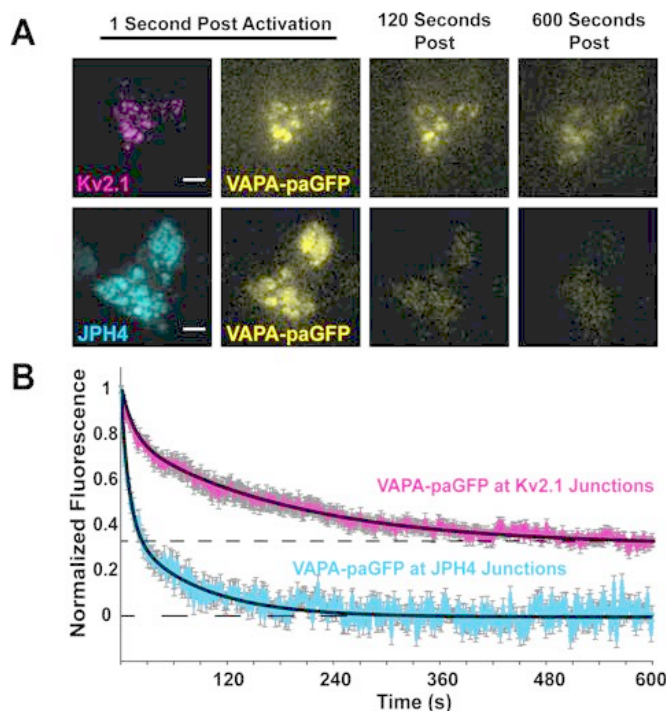 A
1 Second Post Activation
120 Seconds
Post
600 Seconds
Post
Kv2.1
VAPA-paGFP
JPH4
VAPA-paGFP
B
Normalized Fluorescence
1
0.8
0.6
0.4
0.2
0
VAPA-paGFP at Kv2.1 Junctions
VAPA-paGFP at JPH4 Junctions
120 240 360 480 600
Time (s)